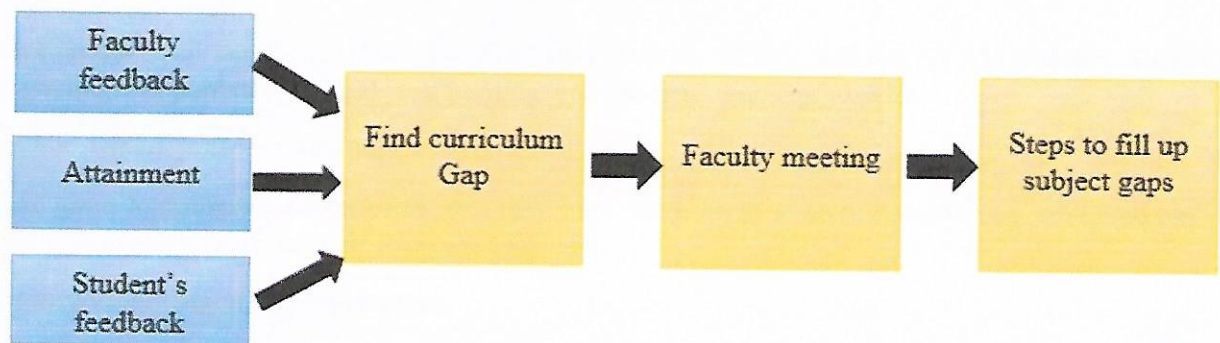 Faculty
feedback
Attainment
Student's
feedback
Find curriculum
Gap
Faculty meeting
Steps to fill up
subject gaps